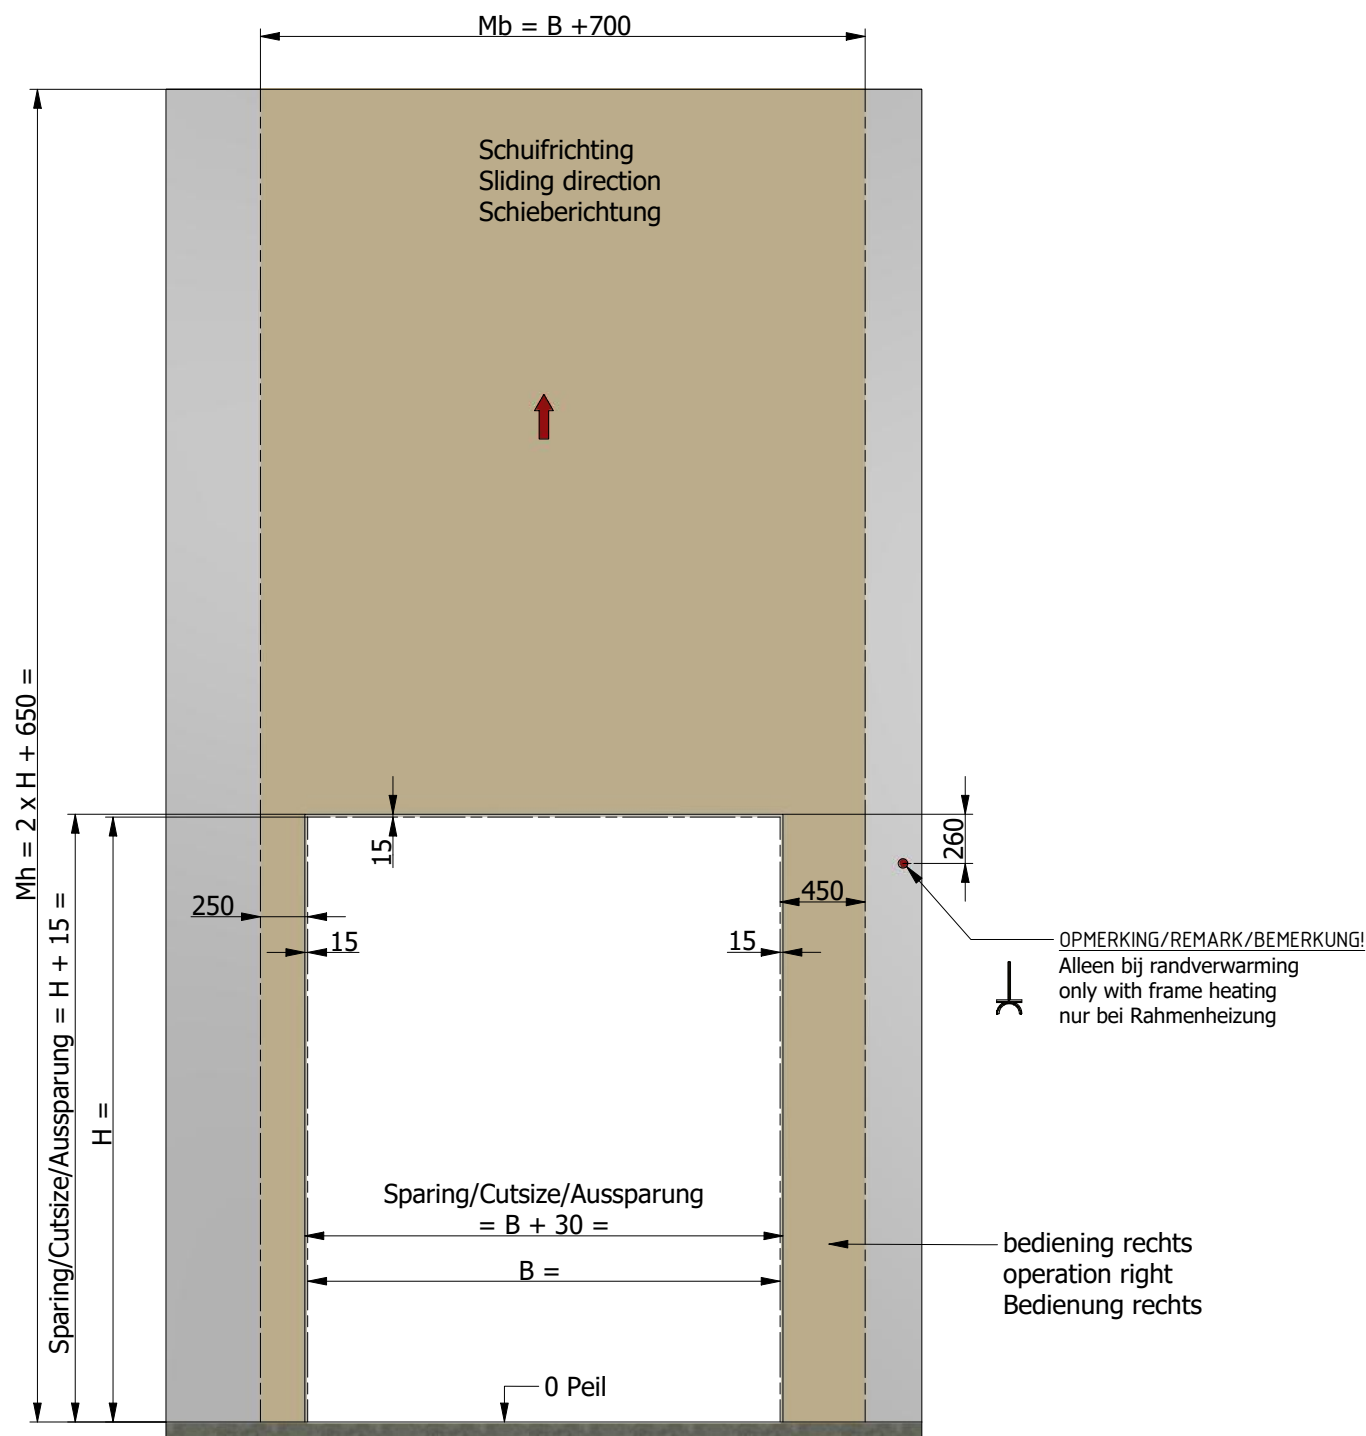 Mb = B +700
Schuifrichting
Sliding direction
Schieberichtung
Mh = 2 x H + 650 =
Sparing/Cutsize/Aussparung = H + 15 =
H =
15
260
250
450
15
15
OPMERKING/REMARK/BEMERKUNG!
Alleen bij randverwarming
only with frame heating
nur bei Rahmenheizung
Sparing/Cutsize/Aussparung
= B + 30 =
B =
bediening rechts
operation right
Bedienung rechts
0 Peil